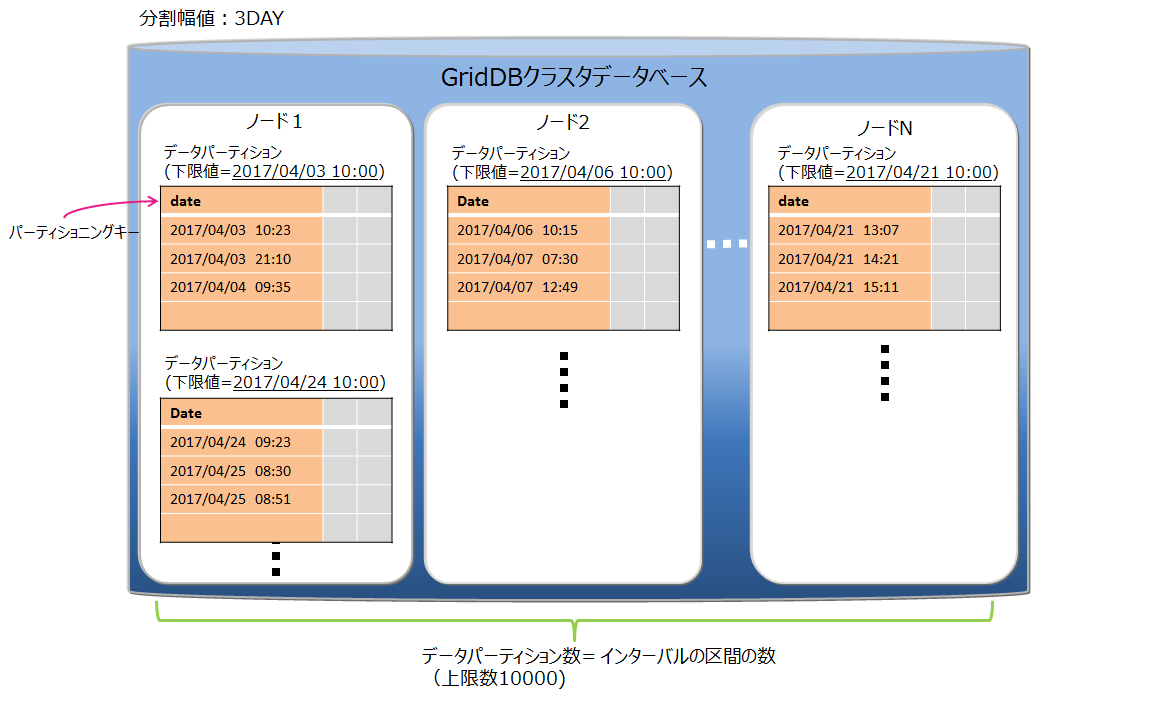 分割幅値：3DAY
GridDBクラスタデータベース
ノード１
データパーティション
(下限値=2017/04/03 10:00)
date
2017/04/03 10:23
2017/04/03 21:10
2017/04/04 09:35
パーティショニングキー
データパーティション
(下限値=2017/04/24 10:00)
Date
2017/04/24 09:23
2017/04/25 08:30
2017/04/25 08:51
ノード2
データパーティション
(下限値=2017/04/06 10:00)
Date
2017/04/06 10:15
2017/04/07 07:30
2017/04/07 12:49
ノードN
データパーティション
(下限値=2017/04/21 10:00)
date
2017/04/21 13:07
2017/04/21 14:21
2017/04/21 15:11
データパーティション数＝インターバルの区間の数
（上限数10000）